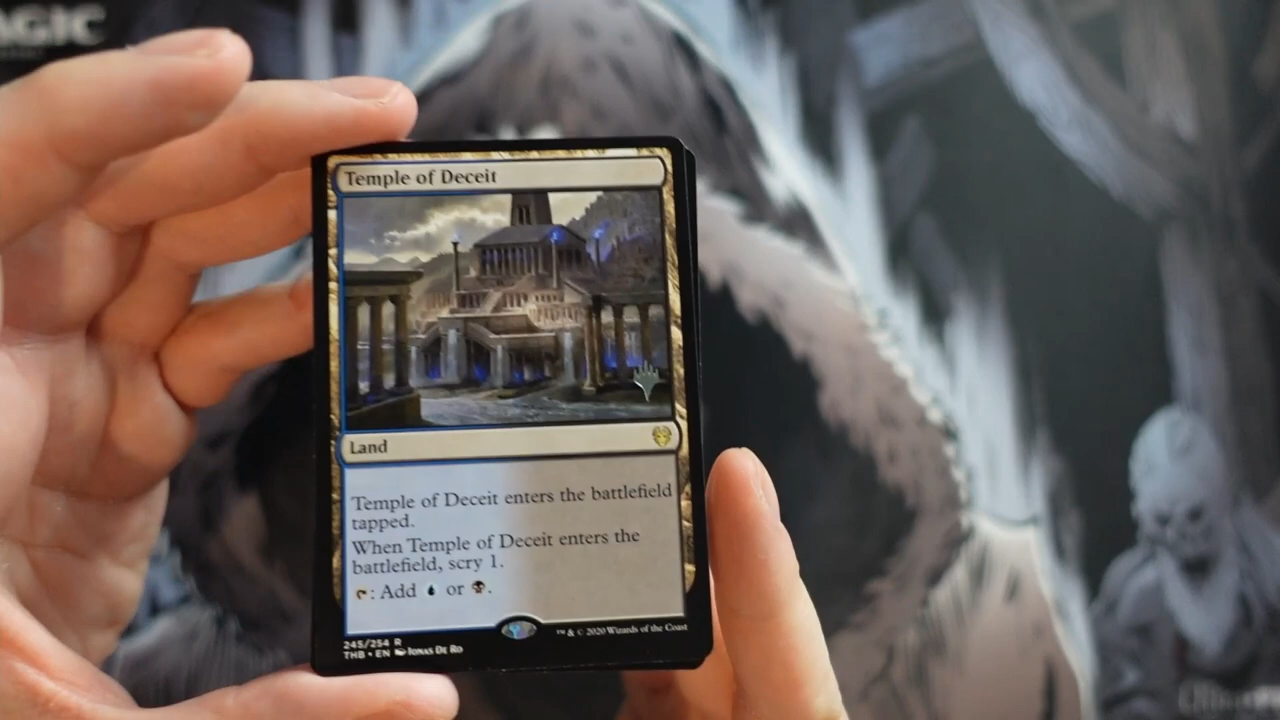 AGIC
Temple of Deceit
Land
Temple of Deceit enters the battlefield
tapped.
When Temple of Deceit enters the
battlefield, scry 1.
: Add or .
245/254 R
THB • EN Jonas De Ro
™ & © 2020 Wizards of the Coast